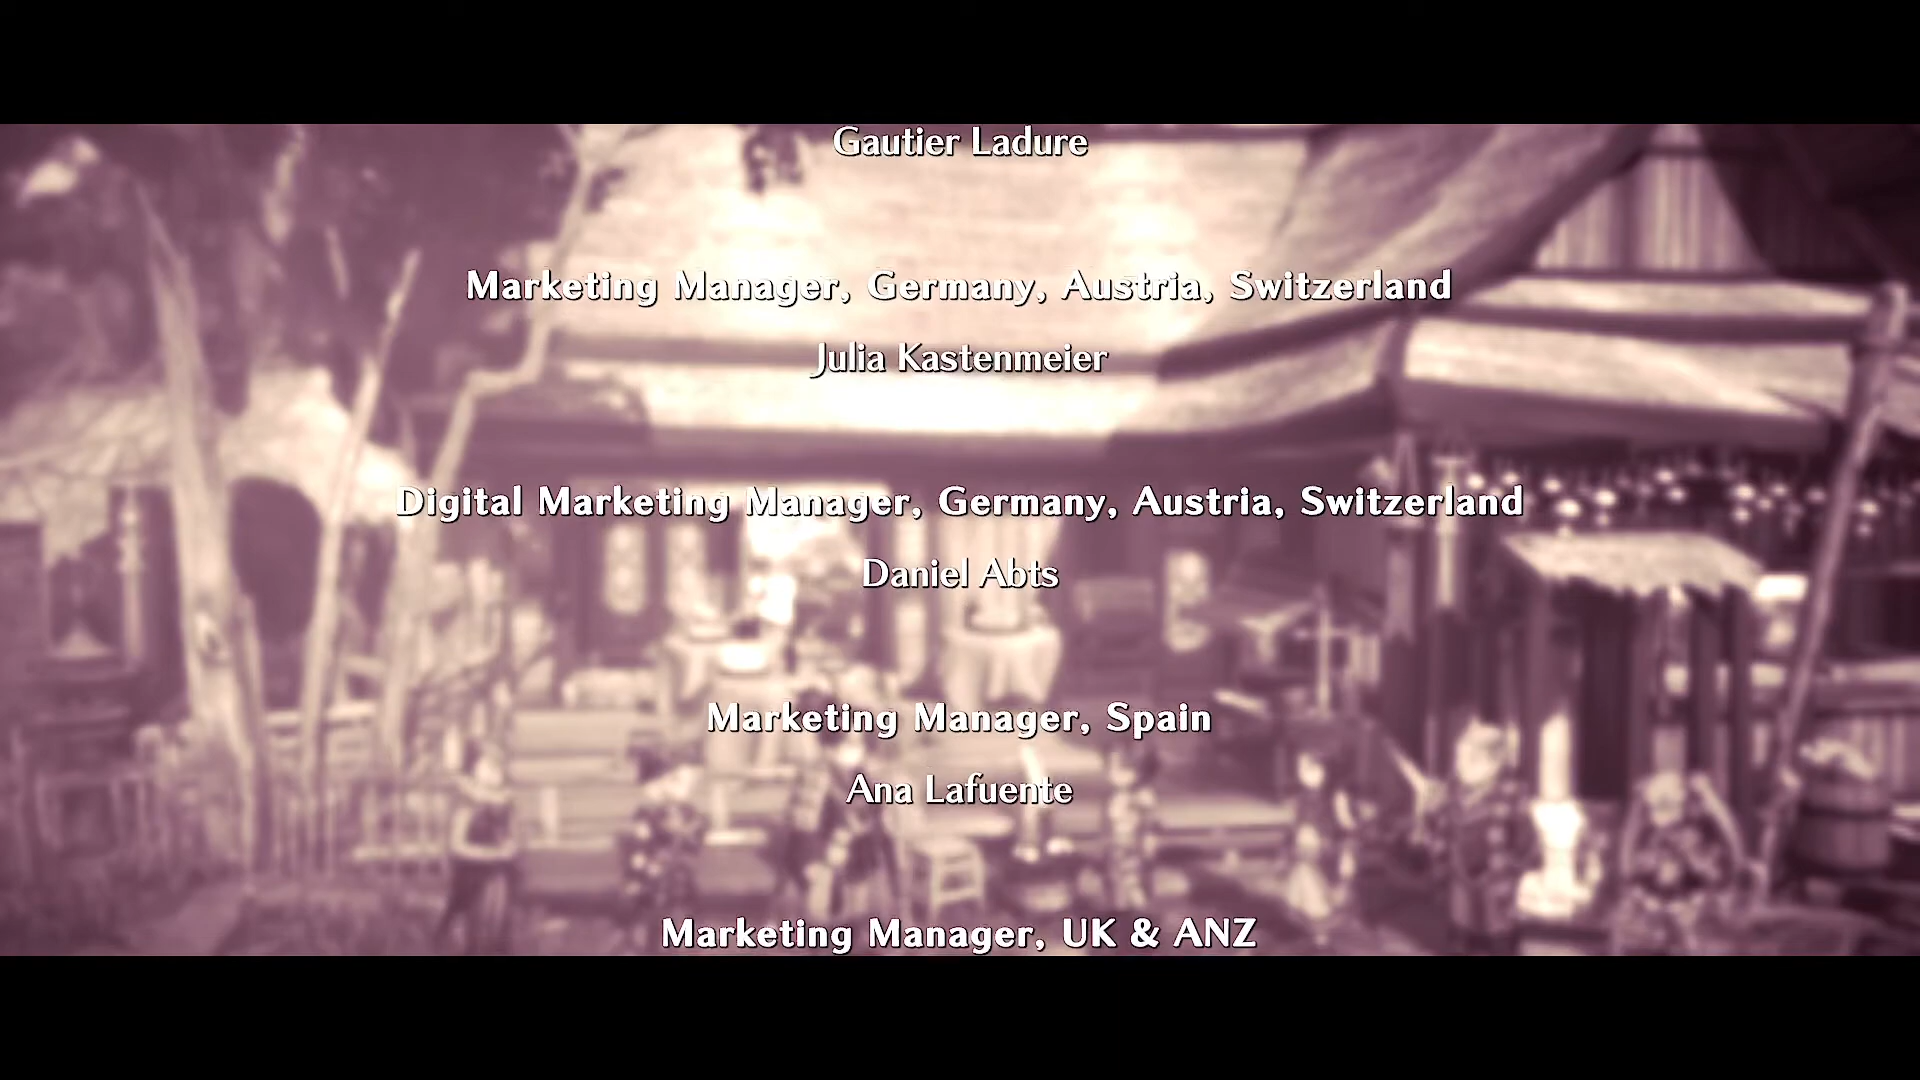 Gautier Ladure
Marketing Manager, Germany, Austria, Switzerland
Julia Kastenmeier
Digital Marketing Manager, Germany, Austria, Switzerland
Daniel Abts
Marketing Manager, Spain
Ana Lafuente
Marketing Manager, UK & ANZ